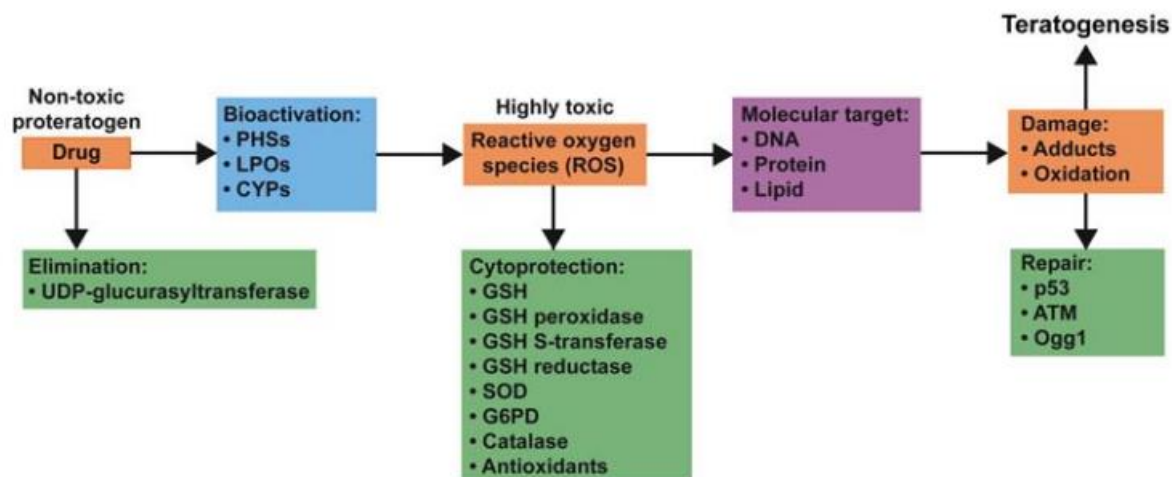 Teratogenesis
Non-toxic
proteratogen
Drug
Bioactivation:
• PHSs
• LPOs
• CYPs
Highly toxic
Reactive oxygen
species (ROS)
Molecular target:
• DNA
• Protein
• Lipid
Damage:
• Adducts
• Oxidation
Elimination:
• UDP-glucurasyltransferase
Cytoprotection:
• GSH
• GSH peroxidase
• GSH S-transferase
• GSH reductase
• SOD
• G6PD
• Catalase
• Antioxidants
Repair:
• p53
• ATM
• Ogg1